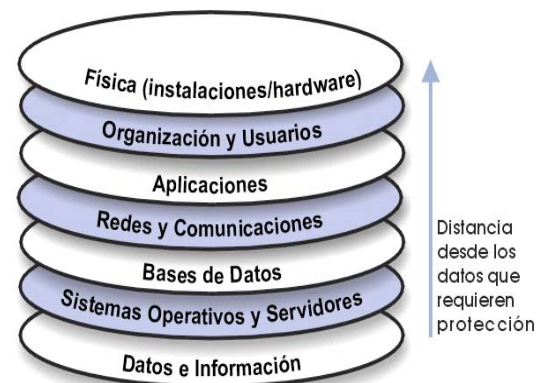 Física (instalaciones/hardware)
Organización y Usuarios
Aplicaciones
Redes y Comunicaciones
Bases de Datos
Sistemas Operativos y Servidores
Datos e Información
Distancia
desde los
datos que
requieren
protección